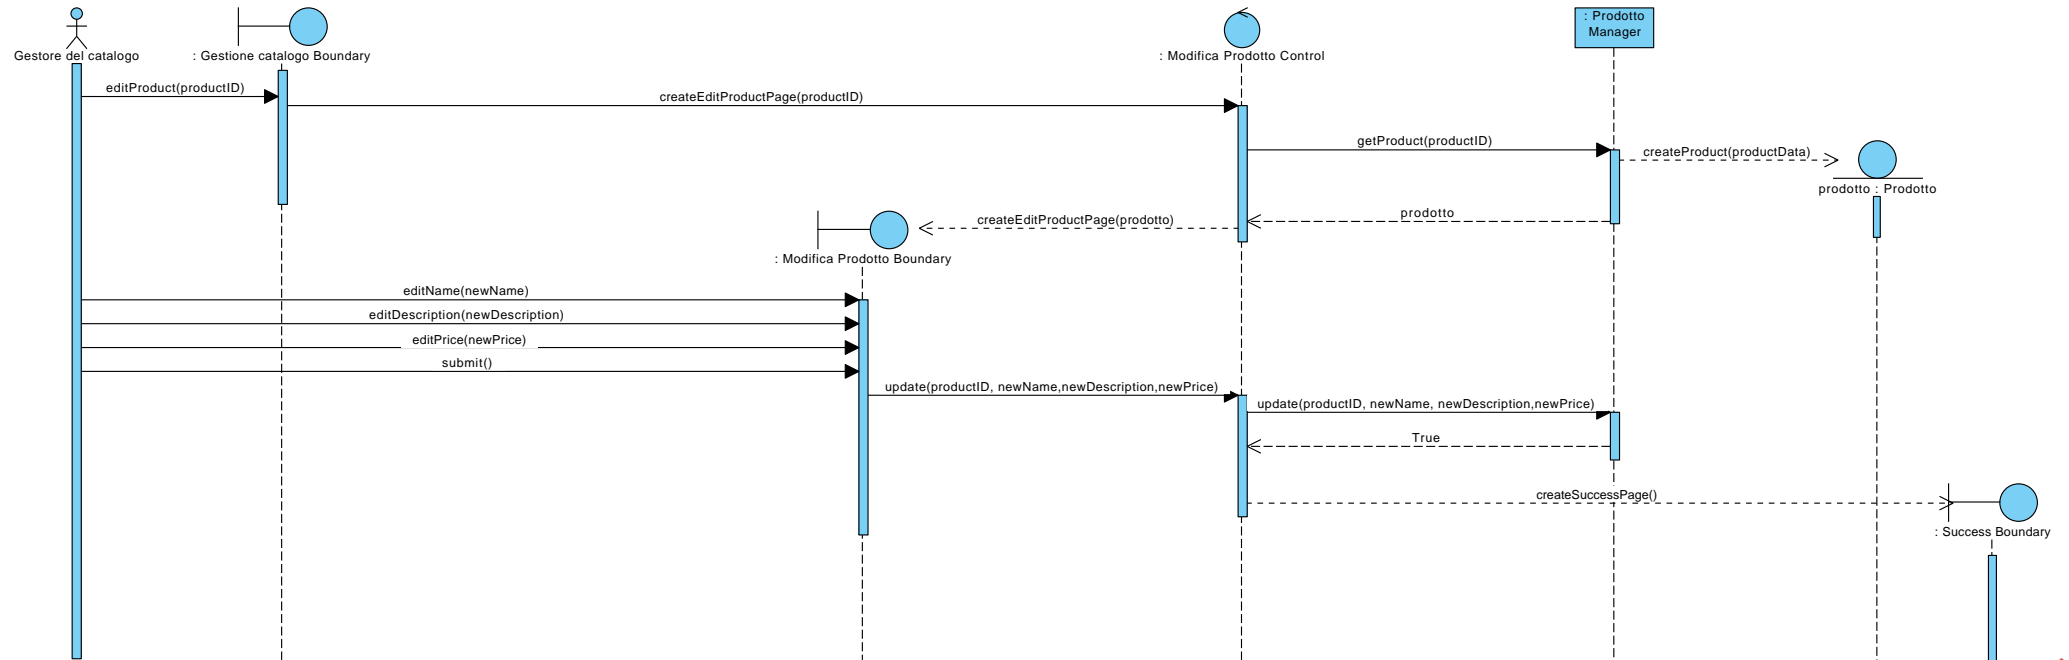 : Prodotto
Manager
Gestore del catalogo
: Gestione catalogo Boundary
: Modifica Prodotto Control
editProduct(productID)
createEditProductPage(productID)
getProduct(productID)
createProduct(productData)
prodotto : Prodotto
prodotto
createEditProductPage(prodotto)
: Modifica Prodotto Boundary
editName(newName)
editDescription(newDescription)
editPrice(newPrice)
submit()
update(productID, newName,newDescription,newPrice)
update(productID, newName, newDescription,newPrice)
True
createSuccessPage()
: Success Boundary